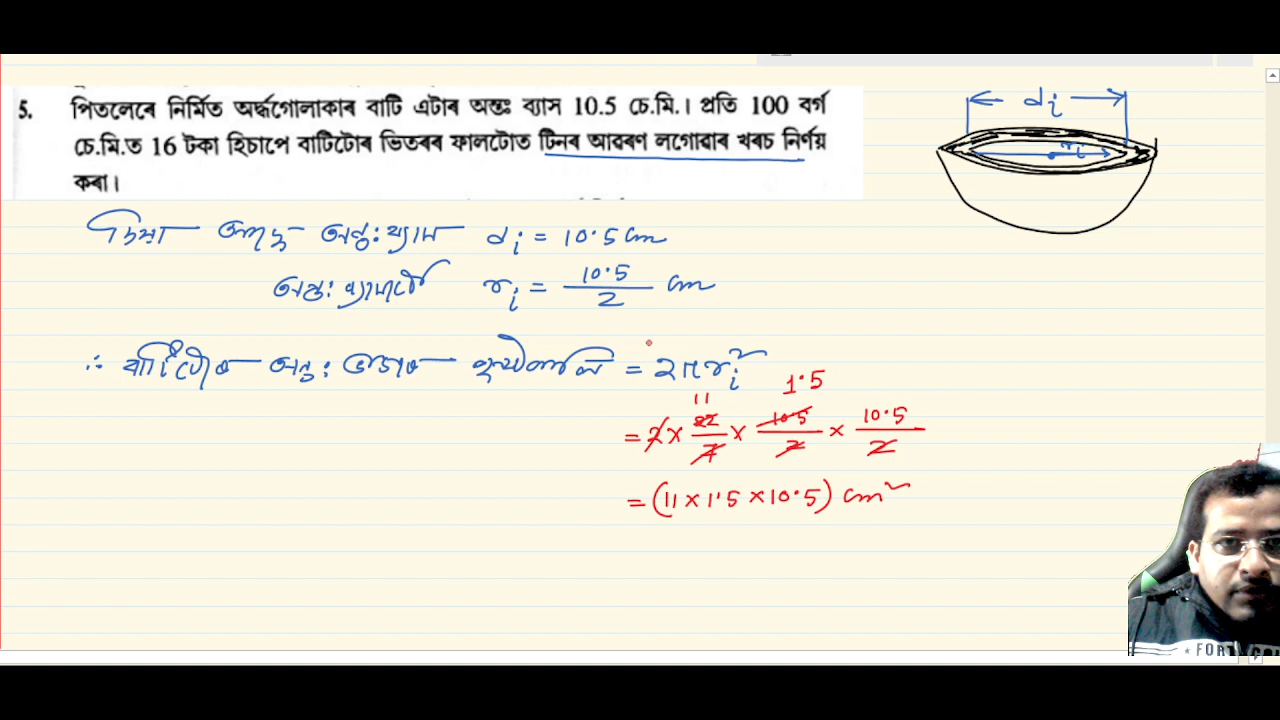 5. পিতলেৰে নিৰ্মিত অৰ্দ্ধগোলাকাৰ বাটি এটাৰ অন্তঃ ব্যাস 10.5 চে.মি.। প্ৰতি 100 বৰ্গ
চে.মি.ত 16 টকা হিচাপে বাটিটোৰ ভিতৰৰ ফালটোত টিনৰ আৱৰণ লগোৱাৰ খৰচ নিৰ্ণয়
কৰা।
dᵢ
rᵢ
দিয়া আছে অন্তঃ ব্যাস dᵢ = 10.5 cm
অন্তঃ ব্যাসাৰ্ধ rᵢ = 10.5/2 cm
∴ বাটিটোৰ অন্তঃ ভাগৰ পৃষ্ঠকালি = 2πrᵢ²
= 2 × 22/7 × 10.5/2 × 10.5/2
11 1.5
= (11 × 1.5 × 10.5) cm²